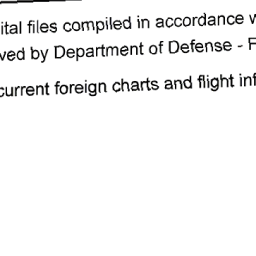 ital files compiled in accordance w
ved by Department of Defense - F
current foreign charts and flight inf